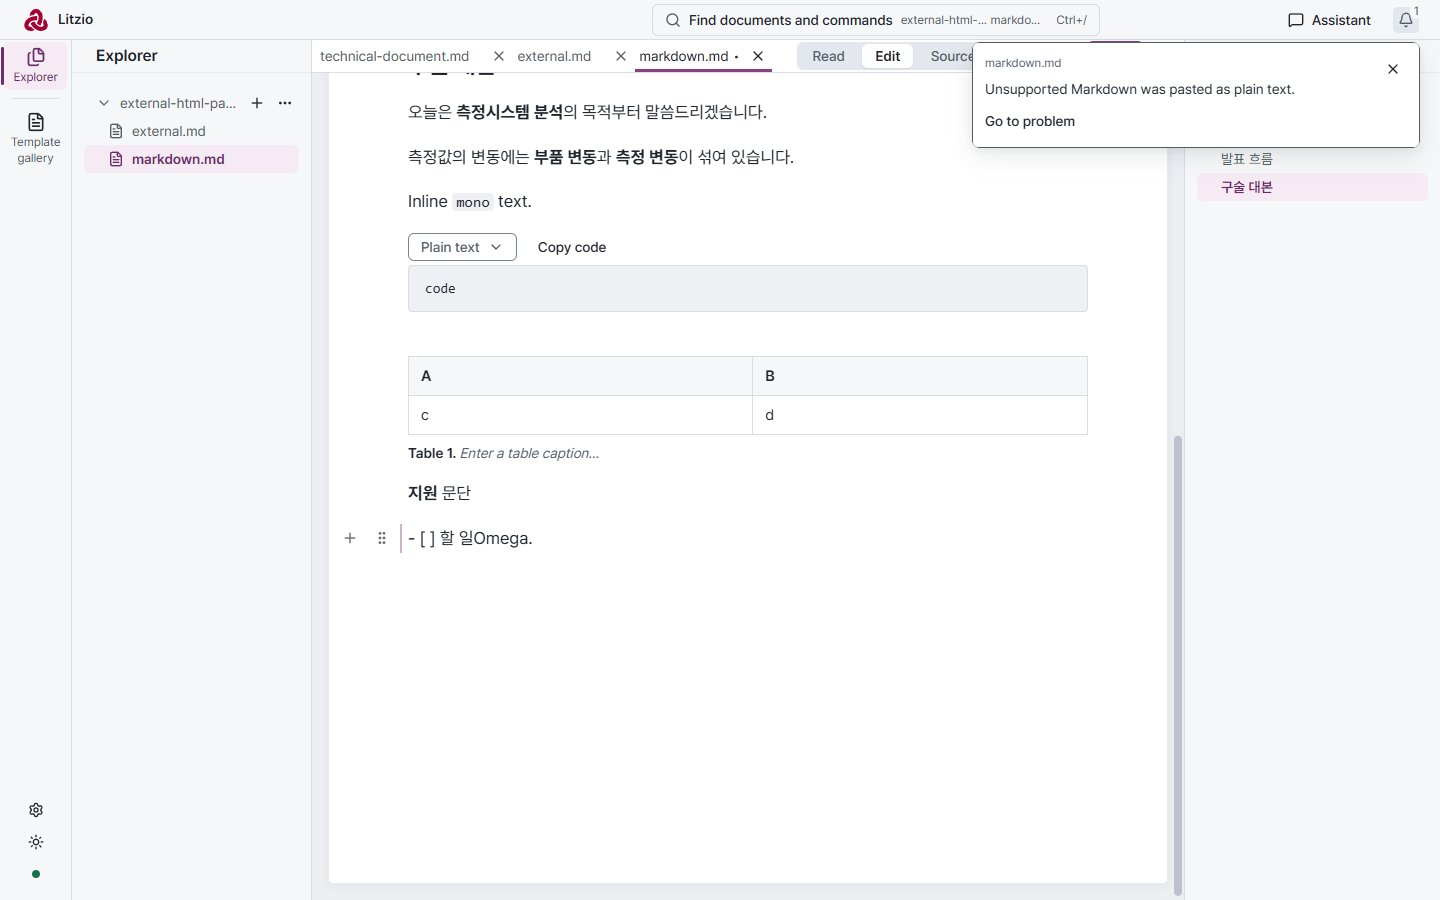 Litzio
Find documents and commands external-html-... markdo... Ctrl+/
Assistant
1
Explorer
Template
gallery
Explorer
external-html-pa...
external.md
markdown.md
technical-document.md
external.md
markdown.md •
Read
Edit
Source
markdown.md
Unsupported Markdown was pasted as plain text.
Go to problem
발표 흐름
구술 대본
오늘은 측정시스템 분석의 목적부터 말씀드리겠습니다.
측정값의 변동에는 부품 변동과 측정 변동이 섞여 있습니다.
Inline mono text.
Plain text
Copy code
code
A B
c d
Table 1. Enter a table caption...
지원 문단
- [ ] 할 일Omega.